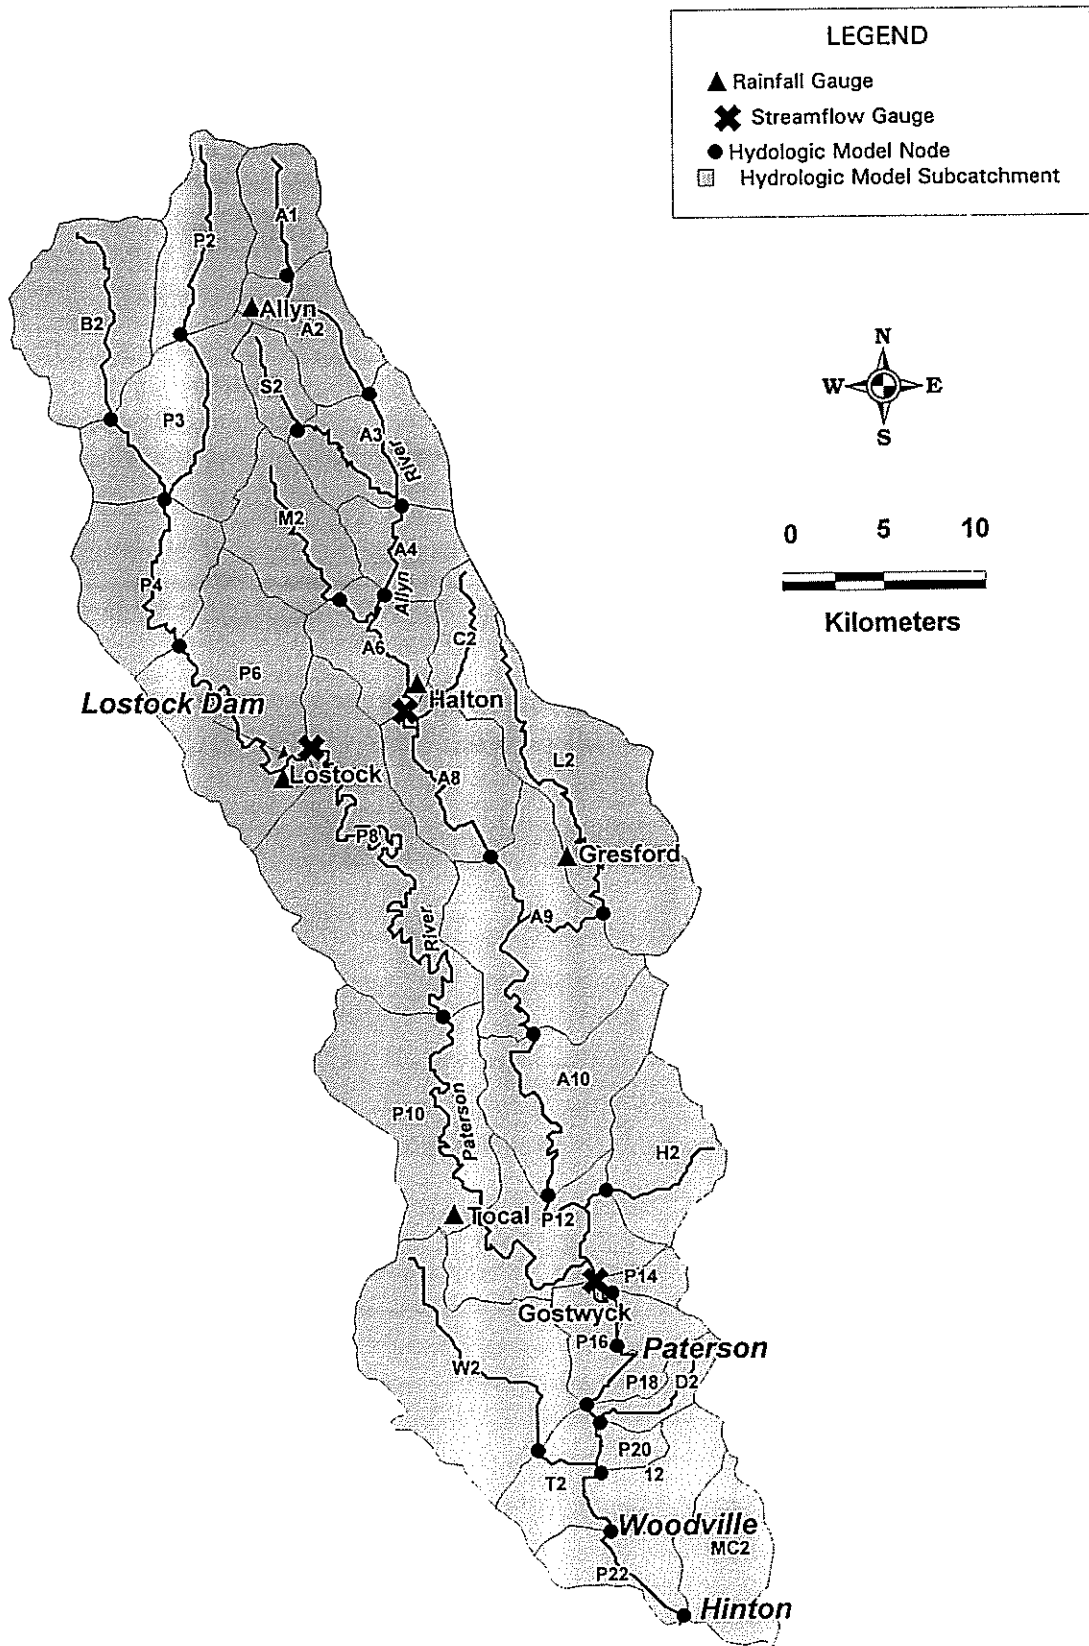 LEGEND
Rainfall Gauge
Streamflow Gauge
Hydologic Model Node
Hydrologic Model Subcatchment
A1
P2
Allyn
A2
B2
N
W E
S
S2
P3
A3
River
M2
A4
0 5 10
Kilometers
P4
Allyn
C2
A6
P6
Lostock Dam
Halton
L2
Lostock
A8
P8
Gresford
A9
River
A10
P10
Paterson
H2
Tocal
P12
P14
Gostwyck
P16
Paterson
W2
P18
D2
P20
12
T2
Woodville
MC2
P22
Hinton